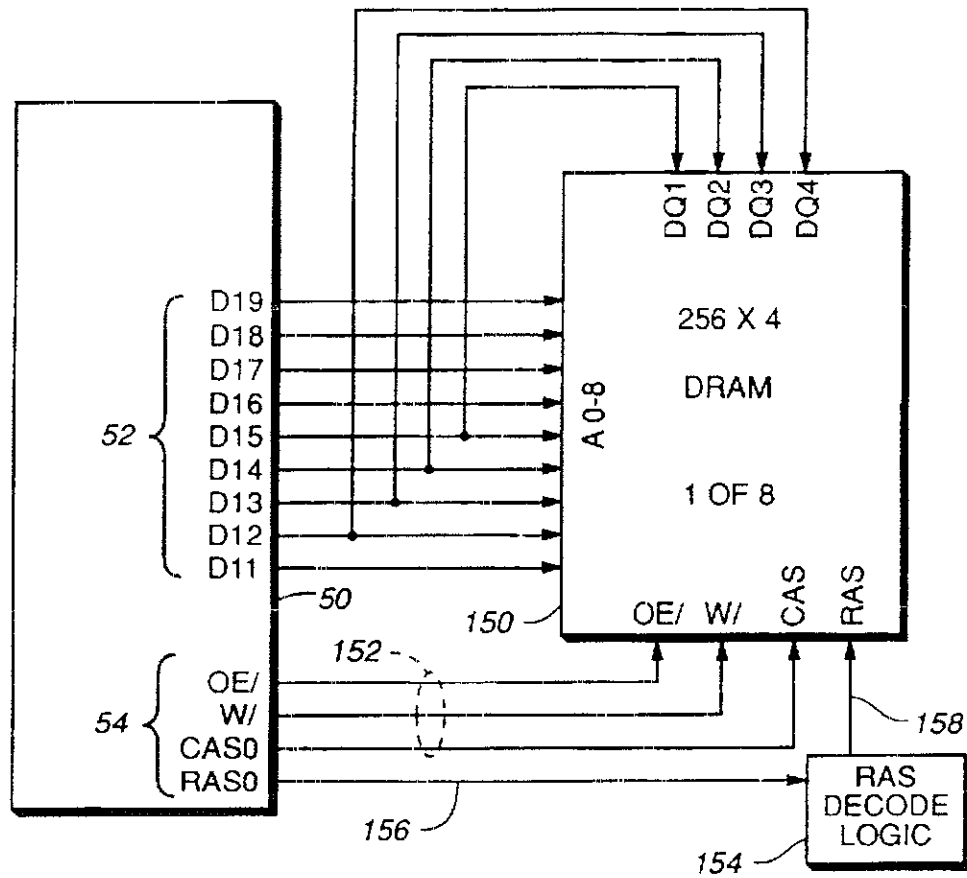 DQ1
DQ2
DQ3
DQ4
D19
D18
D17
D16
D15
D14
D13
D12
D11
52
256 X 4
DRAM
1 OF 8
A 0-8
50
150
OE/
W/
CAS
RAS
152
OE/
W/
CAS0
RAS0
54
156
158
RAS
DECODE
LOGIC
154